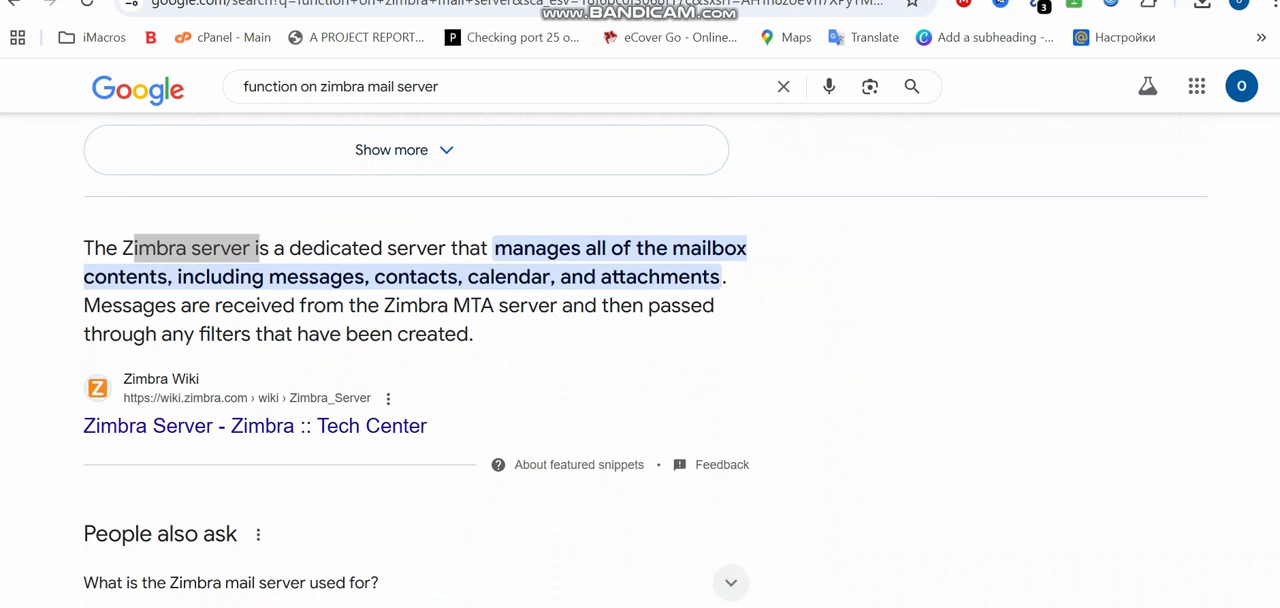 www.BANDICAM.com
3
iMacros
B
cPanel - Main
A PROJECT REPORT...
P
Checking port 25 o...
eCover Go - Online...
Maps
Translate
C
Add a subheading -...
@
Настройки
»
Google
function on zimbra mail server
O
Show more
The Zimbra server is a dedicated server that manages all of the mailbox
contents, including messages, contacts, calendar, and attachments.
Messages are received from the Zimbra MTA server and then passed
through any filters that have been created.
Z
Zimbra Wiki
https://wiki.zimbra.com › wiki › Zimbra_Server
Zimbra Server - Zimbra :: Tech Center
About featured snippets • Feedback
People also ask
What is the Zimbra mail server used for?